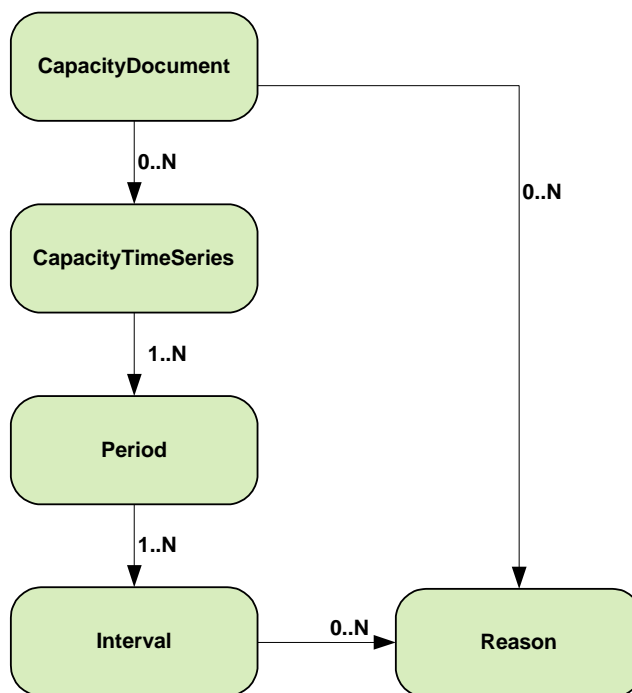 CapacityDocument
0..N
0..N
CapacityTimeSeries
1..N
Period
1..N
Interval
0..N
Reason